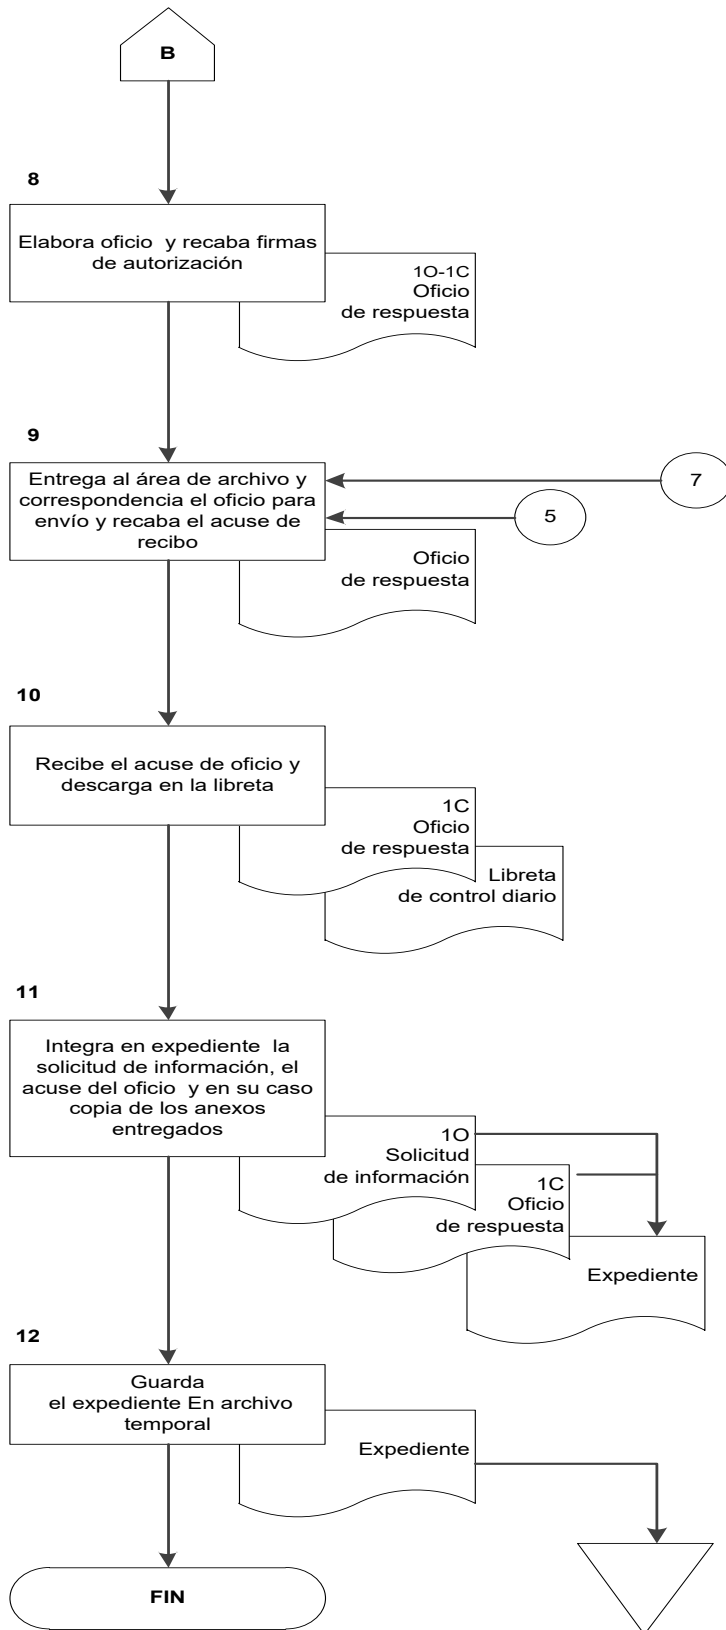 B
8
Elabora oficio y recaba firmas
de autorización
1O-1C
Oficio
de respuesta
9
Entrega al área de archivo y
correspondencia el oficio para
envío y recaba el acuse de
recibo
7
5
Oficio
de respuesta
10
Recibe el acuse de oficio y
descarga en la libreta
1C
Oficio
de respuesta
Libreta
de control diario
11
Integra en expediente la
solicitud de información, el
acuse del oficio y en su caso
copia de los anexos
entregados
1O
Solicitud
de información
1C
Oficio
de respuesta
Expediente
12
Guarda
el expediente En archivo
temporal
Expediente
FIN